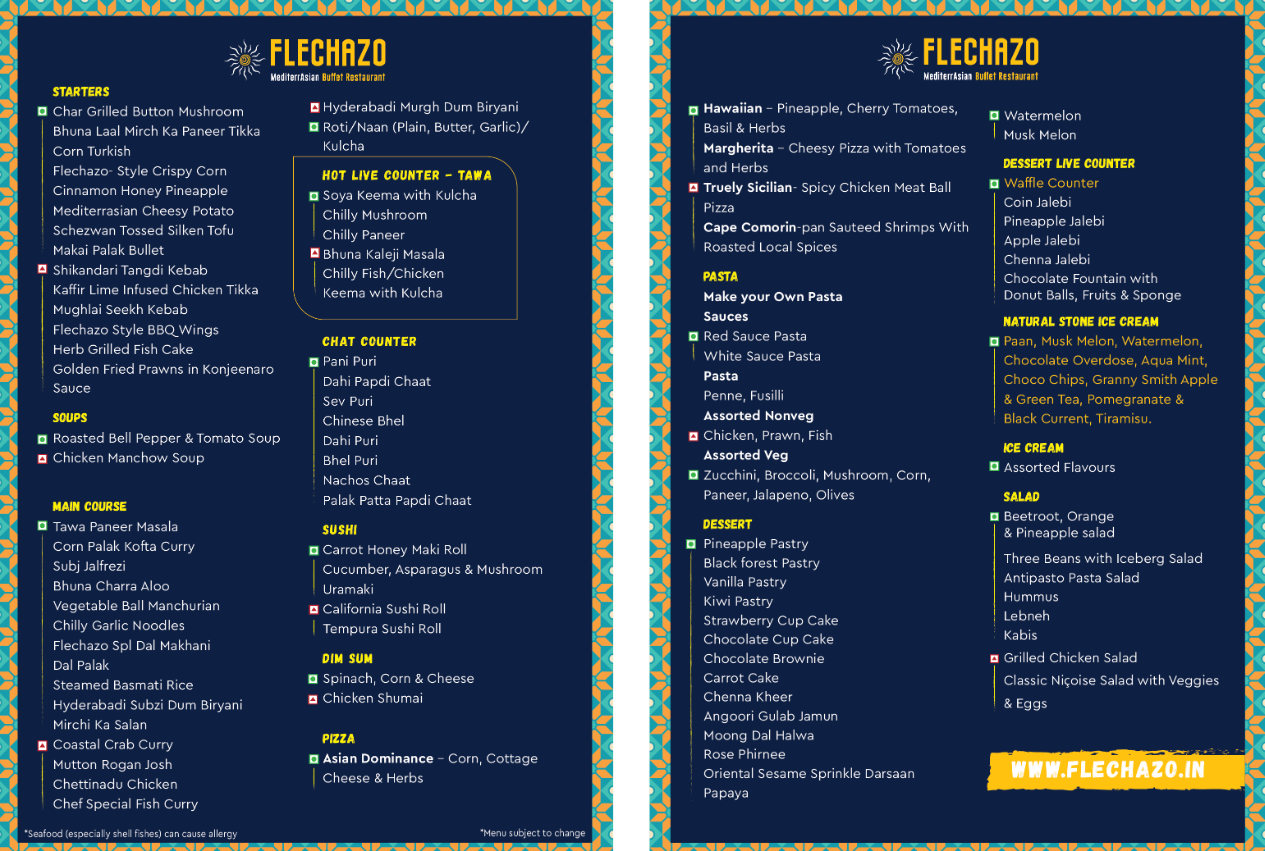 FLECHAZO
MediterrAsian Buffet Restaurant
STARTERS
Char Grilled Button Mushroom
Bhuna Laal Mirch Ka Paneer Tikka
Corn Turkish
Flechazo- Style Crispy Corn
Cinnamon Honey Pineapple
Mediterrasian Cheesy Potato
Schezwan Tossed Silken Tofu
Makai Palak Bullet
Shikandari Tangdi Kebab
Kaffir Lime Infused Chicken Tikka
Mughlai Seekh Kebab
Flechazo Style BBQ Wings
Herb Grilled Fish Cake
Golden Fried Prawns in Konjeenaro
Sauce
SOUPS
Roasted Bell Pepper & Tomato Soup
Chicken Manchow Soup
MAIN COURSE
Tawa Paneer Masala
Corn Palak Kofta Curry
Subj Jalfrezi
Bhuna Charra Aloo
Vegetable Ball Manchurian
Chilly Garlic Noodles
Flechazo Spl Dal Makhani
Dal Palak
Steamed Basmati Rice
Hyderabadi Subzi Dum Biryani
Mirchi Ka Salan
Coastal Crab Curry
Mutton Rogan Josh
Chettinadu Chicken
Chef Special Fish Curry
*Seafood (especially shell fishes) can cause allergy
Hyderabadi Murgh Dum Biryani
Roti/Naan (Plain, Butter, Garlic)/
Kulcha
HOT LIVE COUNTER - TAWA
Soya Keema with Kulcha
Chilly Mushroom
Chilly Paneer
Bhuna Kaleji Masala
Chilly Fish/Chicken
Keema with Kulcha
CHAT COUNTER
Pani Puri
Dahi Papdi Chaat
Sev Puri
Chinese Bhel
Dahi Puri
Bhel Puri
Nachos Chaat
Palak Patta Papdi Chaat
SUSHI
Carrot Honey Maki Roll
Cucumber, Asparagus & Mushroom
Uramaki
California Sushi Roll
Tempura Sushi Roll
DIM SUM
Spinach, Corn & Cheese
Chicken Shumai
PIZZA
Asian Dominance - Corn, Cottage
Cheese & Herbs
*Menu subject to change
FLECHAZO
MediterrAsian Buffet Restaurant
Hawaiian - Pineapple, Cherry Tomatoes,
Basil & Herbs
Margherita - Cheesy Pizza with Tomatoes
and Herbs
Truely Sicilian- Spicy Chicken Meat Ball
Pizza
Cape Comorin-pan Sauteed Shrimps With
Roasted Local Spices
PASTA
Make your Own Pasta
Sauces
Red Sauce Pasta
White Sauce Pasta
Pasta
Penne, Fusilli
Assorted Nonveg
Chicken, Prawn, Fish
Assorted Veg
Zucchini, Broccoli, Mushroom, Corn,
Paneer, Jalapeno, Olives
DESSERT
Pineapple Pastry
Black forest Pastry
Vanilla Pastry
Kiwi Pastry
Strawberry Cup Cake
Chocolate Cup Cake
Chocolate Brownie
Carrot Cake
Chenna Kheer
Angoori Gulab Jamun
Moong Dal Halwa
Rose Phirnee
Oriental Sesame Sprinkle Darsaan
Papaya
Watermelon
Musk Melon
DESSERT LIVE COUNTER
Waffle Counter
Coin Jalebi
Pineapple Jalebi
Apple Jalebi
Chenna Jalebi
Chocolate Fountain with
Donut Balls, Fruits & Sponge
NATURAL STONE ICE CREAM
Paan, Musk Melon, Watermelon,
Chocolate Overdose, Aqua Mint,
Choco Chips, Granny Smith Apple
& Green Tea, Pomegranate &
Black Current, Tiramisu.
ICE CREAM
Assorted Flavours
SALAD
Beetroot, Orange
& Pineapple salad
Three Beans with Iceberg Salad
Antipasto Pasta Salad
Hummus
Lebneh
Kabis
Grilled Chicken Salad
Classic Niçoise Salad with Veggies
& Eggs
WWW.FLECHAZO.IN